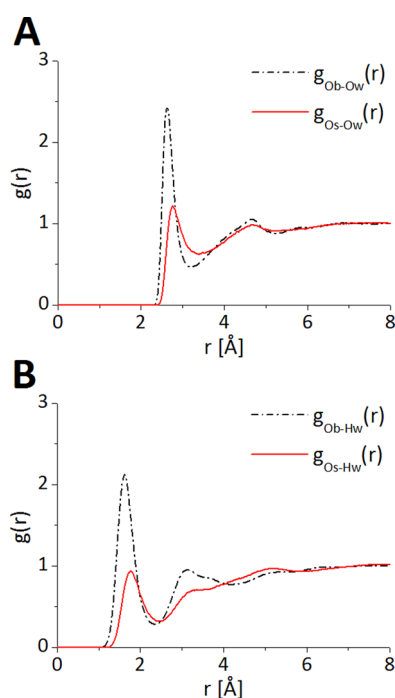 A
3
g_Ob-Ow(r)
g_Os-Ow(r)
2
g(r)
1
0
0 2 4 6 8
r [Å]
B
3
g_Ob-Hw(r)
g_Os-Hw(r)
2
g(r)
1
0
0 2 4 6 8
r [Å]